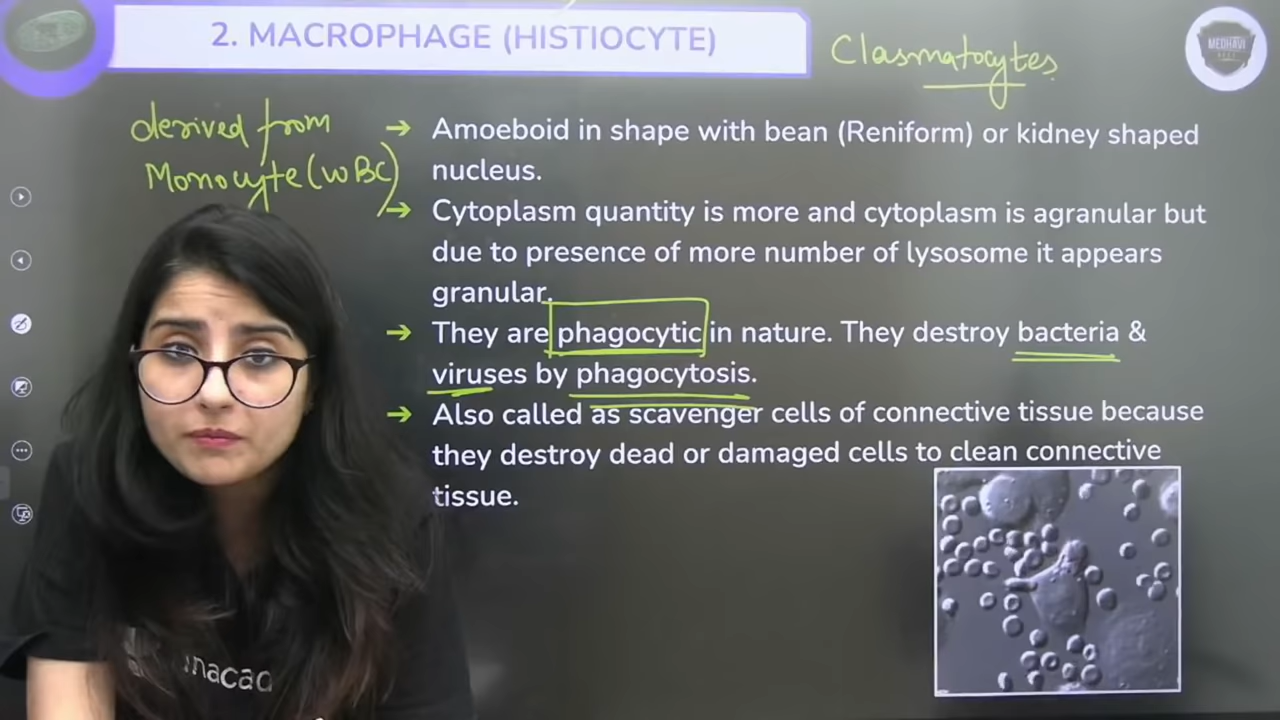 2. MACROPHAGE (HISTIOCYTE)
Clasmatocytes
MEDHAVI
derived from
Monocyte (WBC)
→ Amoeboid in shape with bean (Reniform) or kidney shaped
nucleus.
→ Cytoplasm quantity is more and cytoplasm is agranular but
due to presence of more number of lysosome it appears
granular.
→ They are phagocytic in nature. They destroy bacteria &
viruses by phagocytosis.
→ Also called as scavenger cells of connective tissue because
they destroy dead or damaged cells to clean connective
tissue.